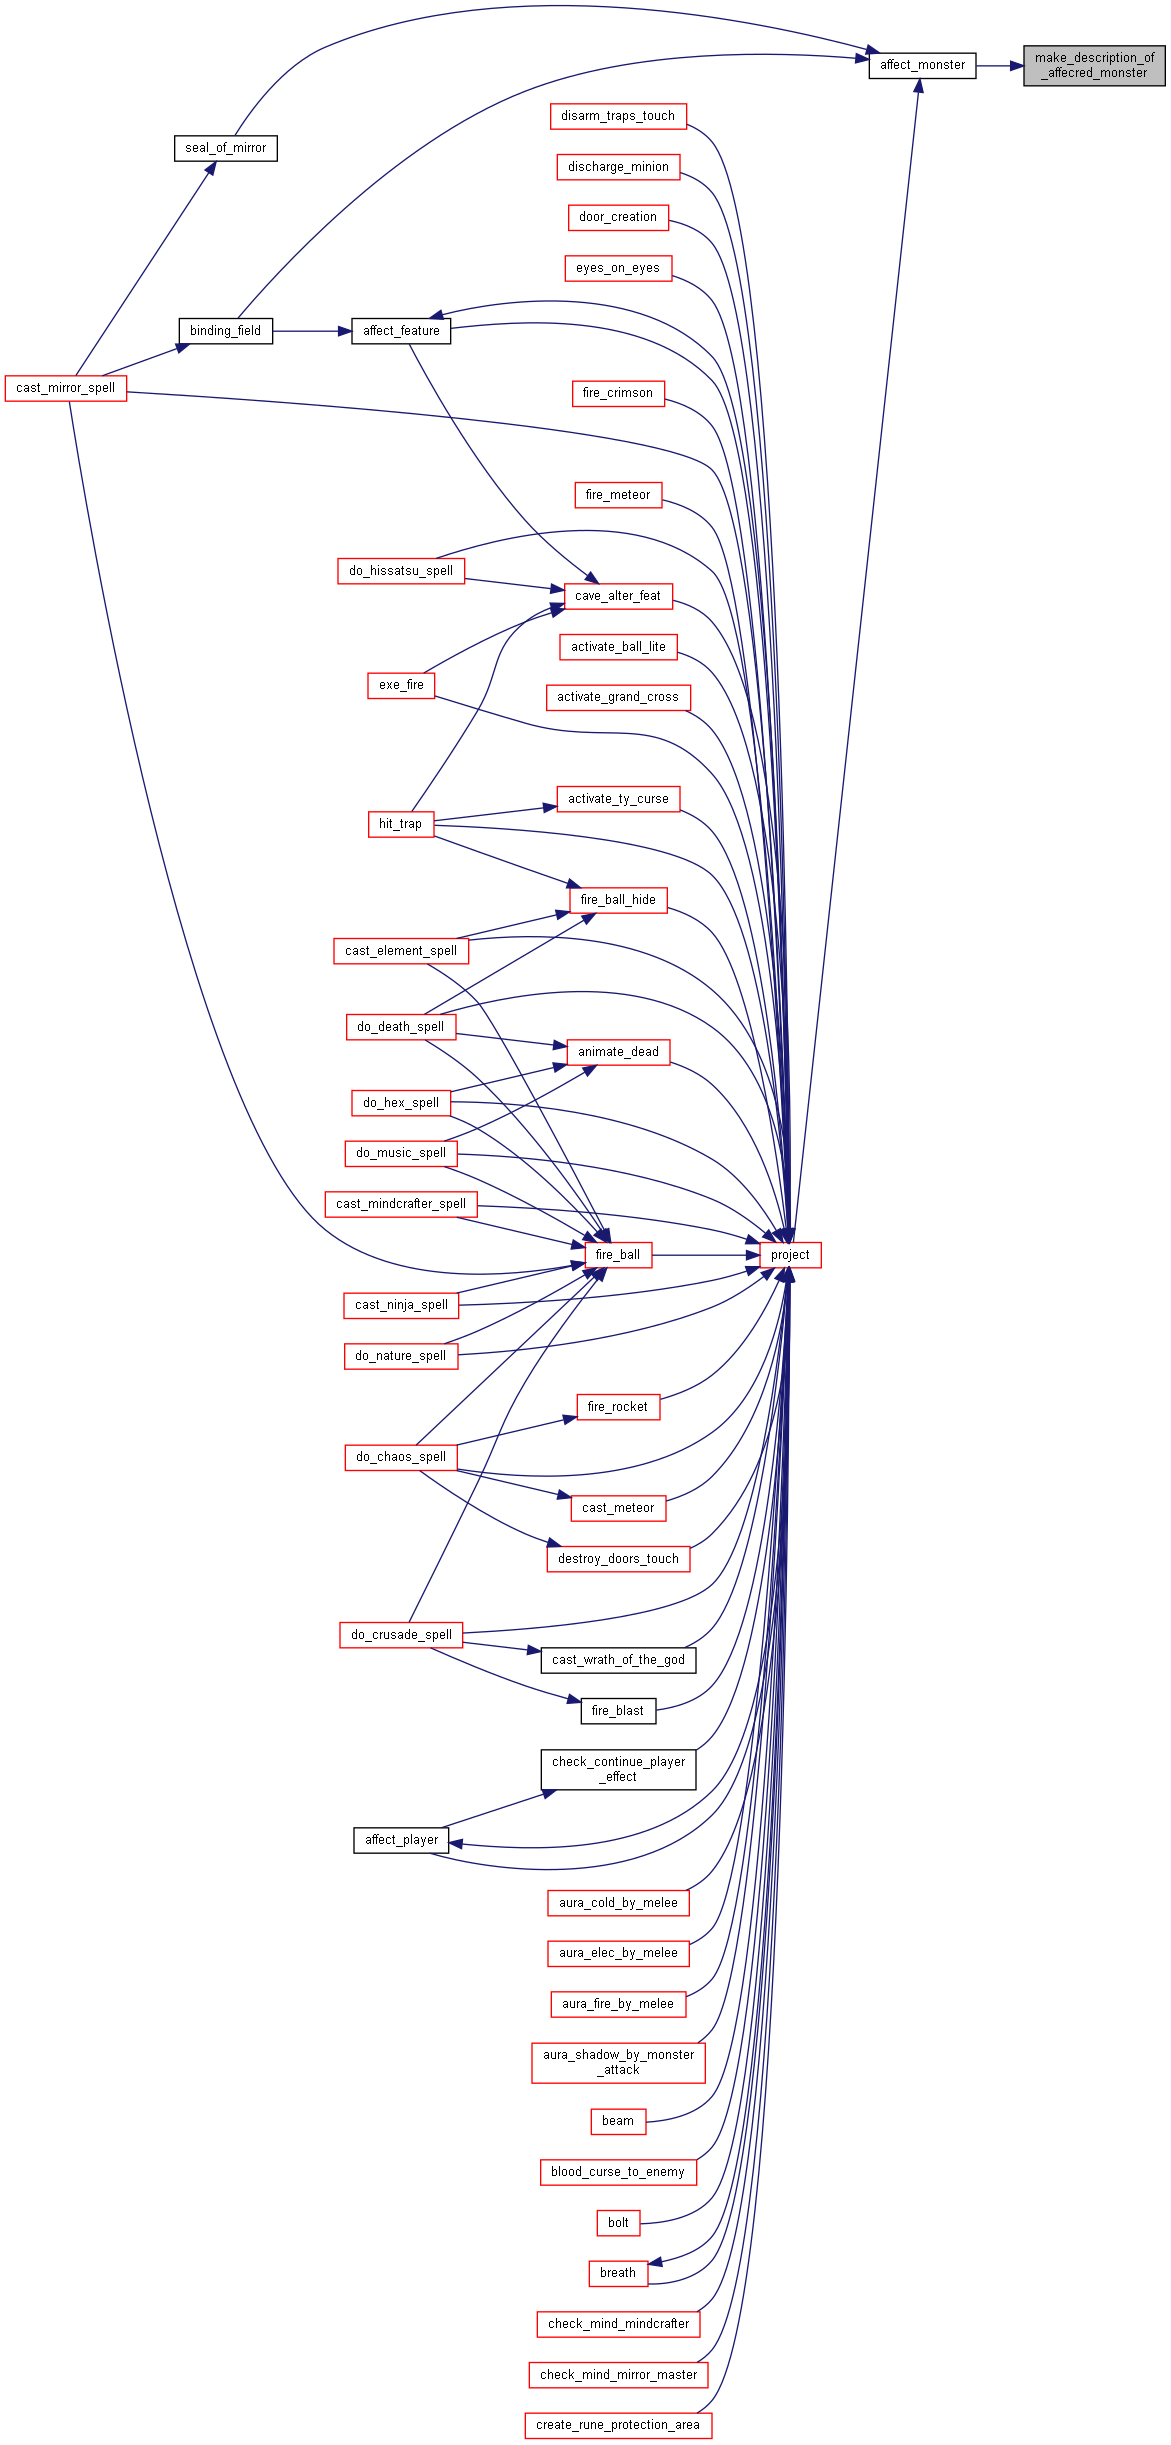 make_description_of
_affecred_monster
affect_monster
disarm_traps_touch
seal_of_mirror
discharge_minion
door_creation
eyes_on_eyes
binding_field
affect_feature
cast_mirror_spell
fire_crimson
fire_meteor
do_hissatsu_spell
cave_alter_feat
activate_ball_lite
exe_fire
activate_grand_cross
activate_ty_curse
hit_trap
fire_ball_hide
cast_element_spell
do_death_spell
animate_dead
do_hex_spell
do_music_spell
cast_mindcrafter_spell
fire_ball
project
cast_ninja_spell
do_nature_spell
fire_rocket
do_chaos_spell
cast_meteor
destroy_doors_touch
do_crusade_spell
cast_wrath_of_the_god
fire_blast
check_continue_player
_effect
affect_player
aura_cold_by_melee
aura_elec_by_melee
aura_fire_by_melee
aura_shadow_by_monster
_attack
beam
blood_curse_to_enemy
bolt
breath
check_mind_mindcrafter
check_mind_mirror_master
create_rune_protection_area